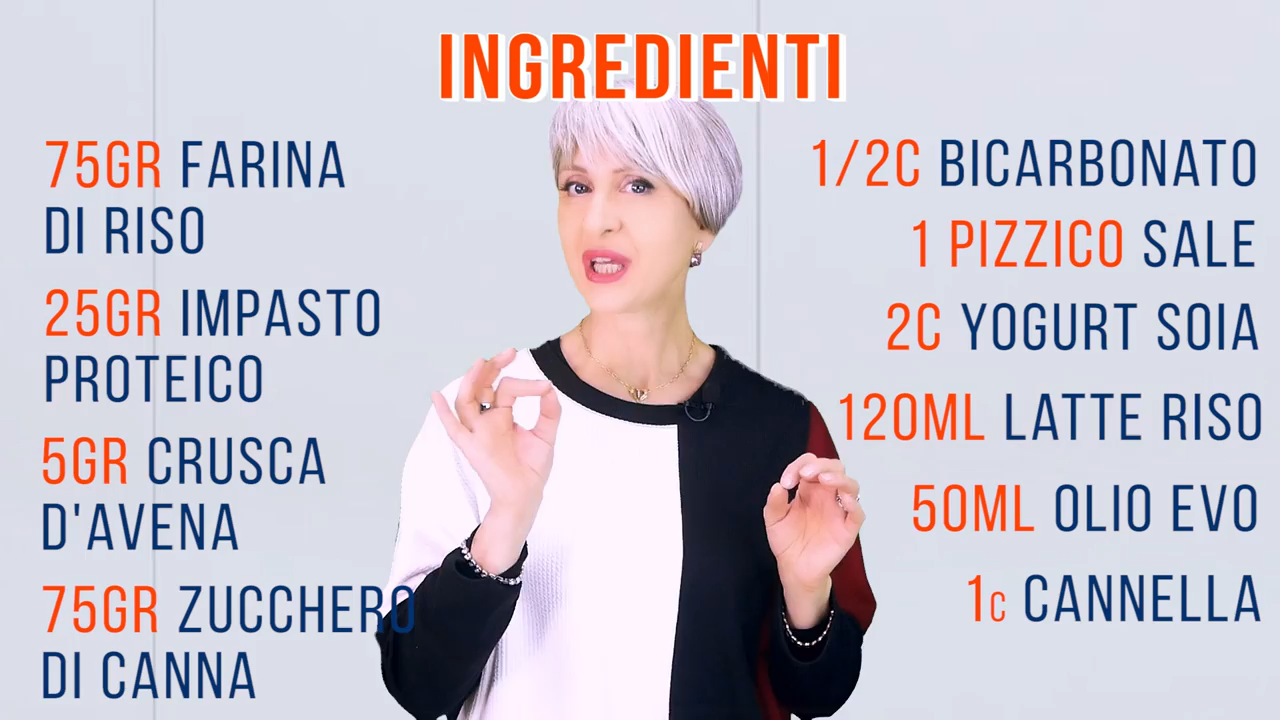 INGREDIENTI
75GR FARINA
DI RISO
25GR IMPASTO
PROTEICO
5GR CRUSCA
D'AVENA
75GR ZUCCHERO
DI CANNA
1/2C BICARBONATO
1 PIZZICO SALE
2C YOGURT SOIA
120ML LATTE RISO
50ML OLIO EVO
1c CANNELLA